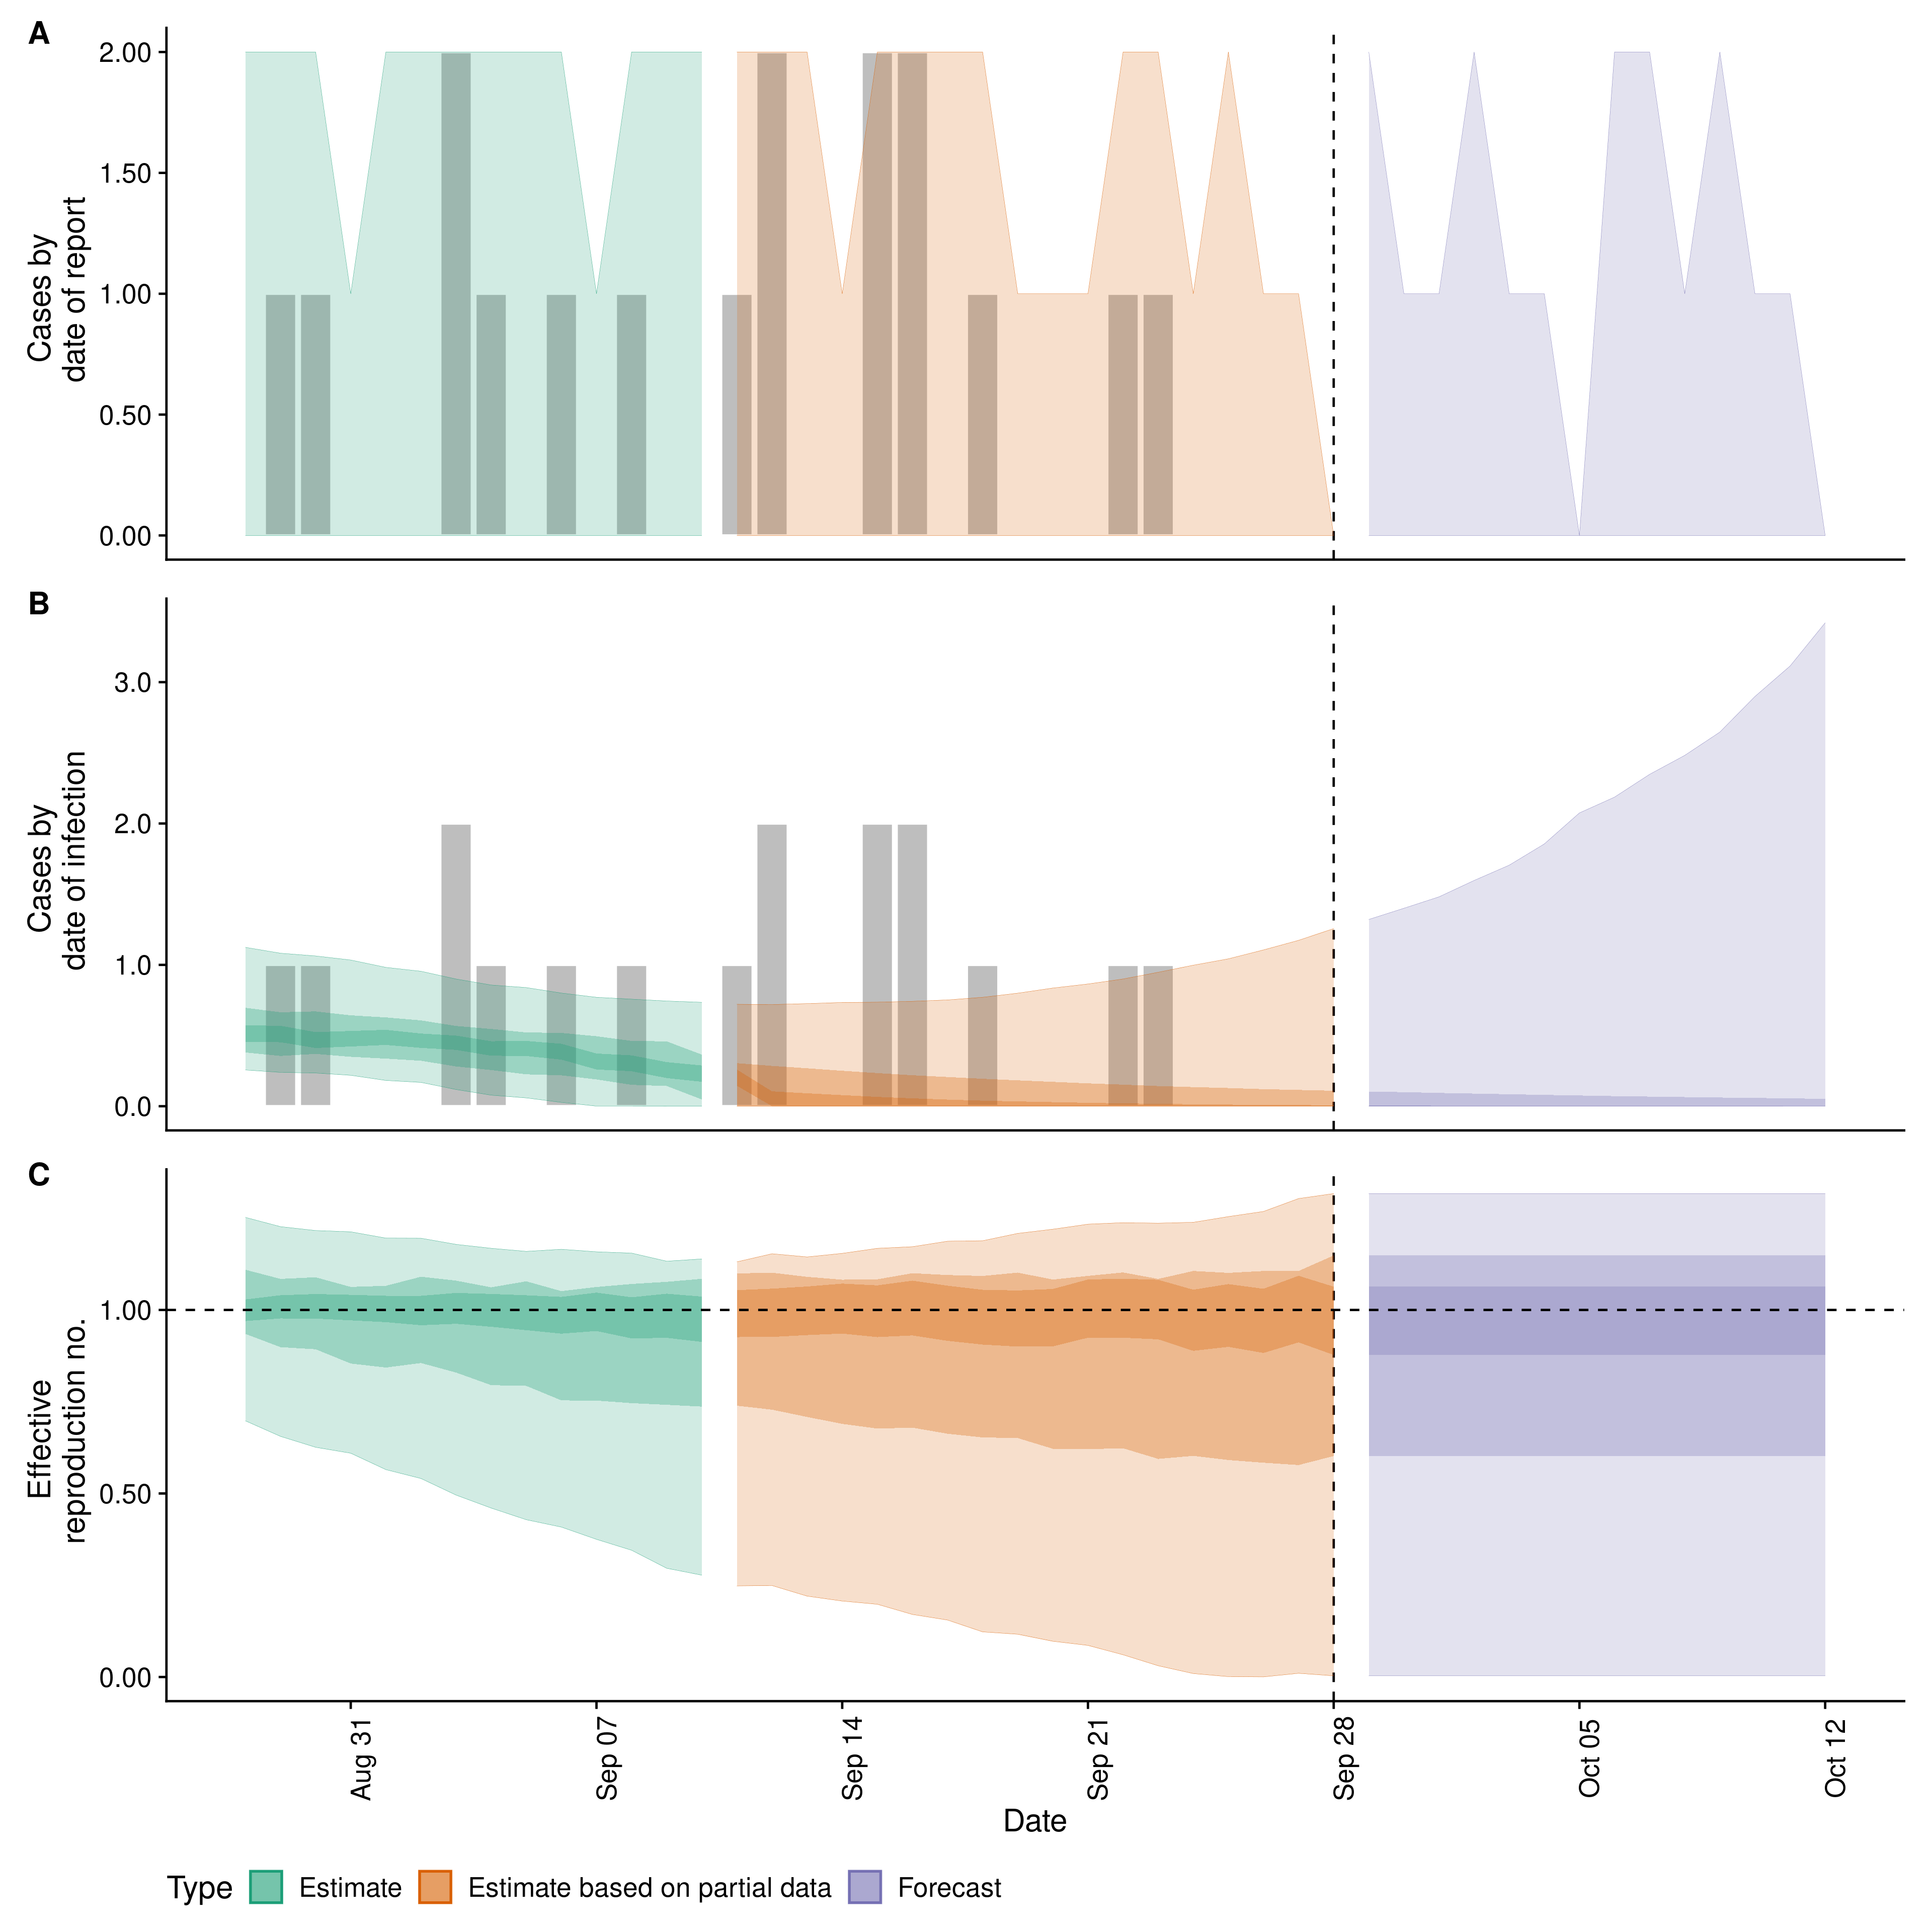 A
2.00
1.50
1.00
0.50
0.00
Cases by
date of report
B
3.0
2.0
1.0
0.0
Cases by
date of infection
C
1.00
0.50
0.00
Effective
reproduction no.
Aug 31
Sep 07
Sep 14
Sep 21
Sep 28
Oct 05
Oct 12
Date
Type Estimate Estimate based on partial data Forecast